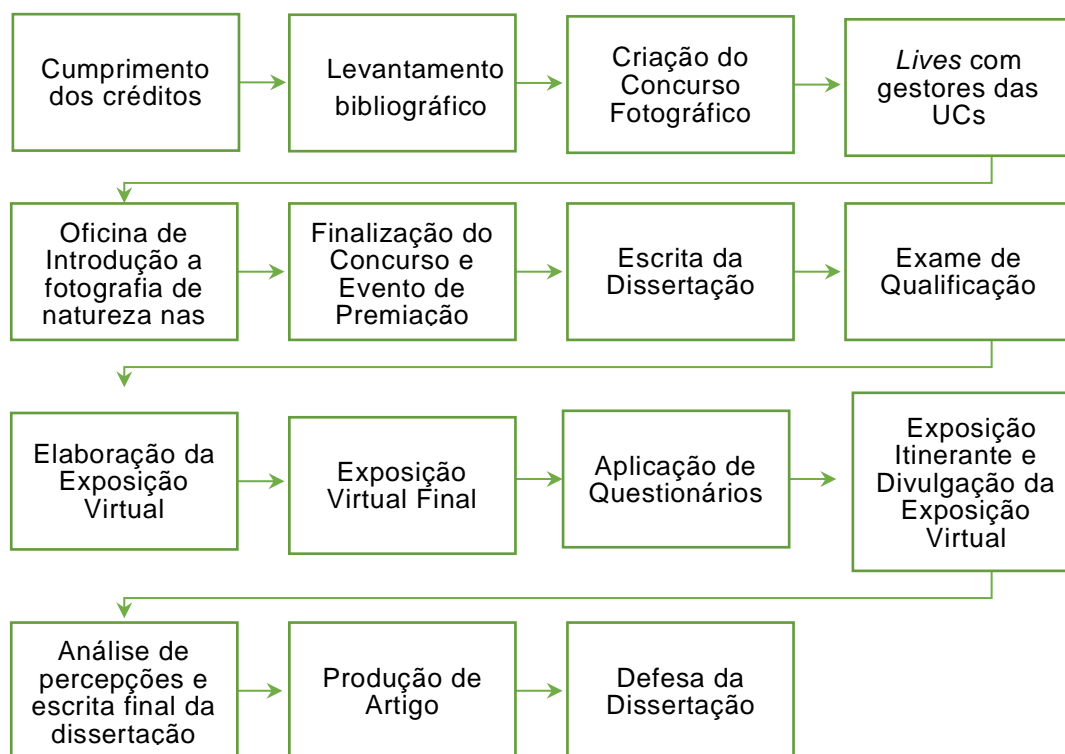 Cumprimento
dos créditos
Levantamento
bibliográfico
Criação do
Concurso
Fotográfico
Lives com
gestores das
UCs
Oficina de
Introdução a
fotografia de
natureza nas
Finalização do
Concurso e
Evento de
Premiação
Escrita da
Dissertação
Exame de
Qualificação
Elaboração da
Exposição
Virtual
Exposição
Virtual Final
Aplicação de
Questionários
Exposição
Itinerante e
Divulgação da
Exposição
Virtual
Análise de
percepções e
escrita final da
dissertação
Produção de
Artigo
Defesa da
Dissertação